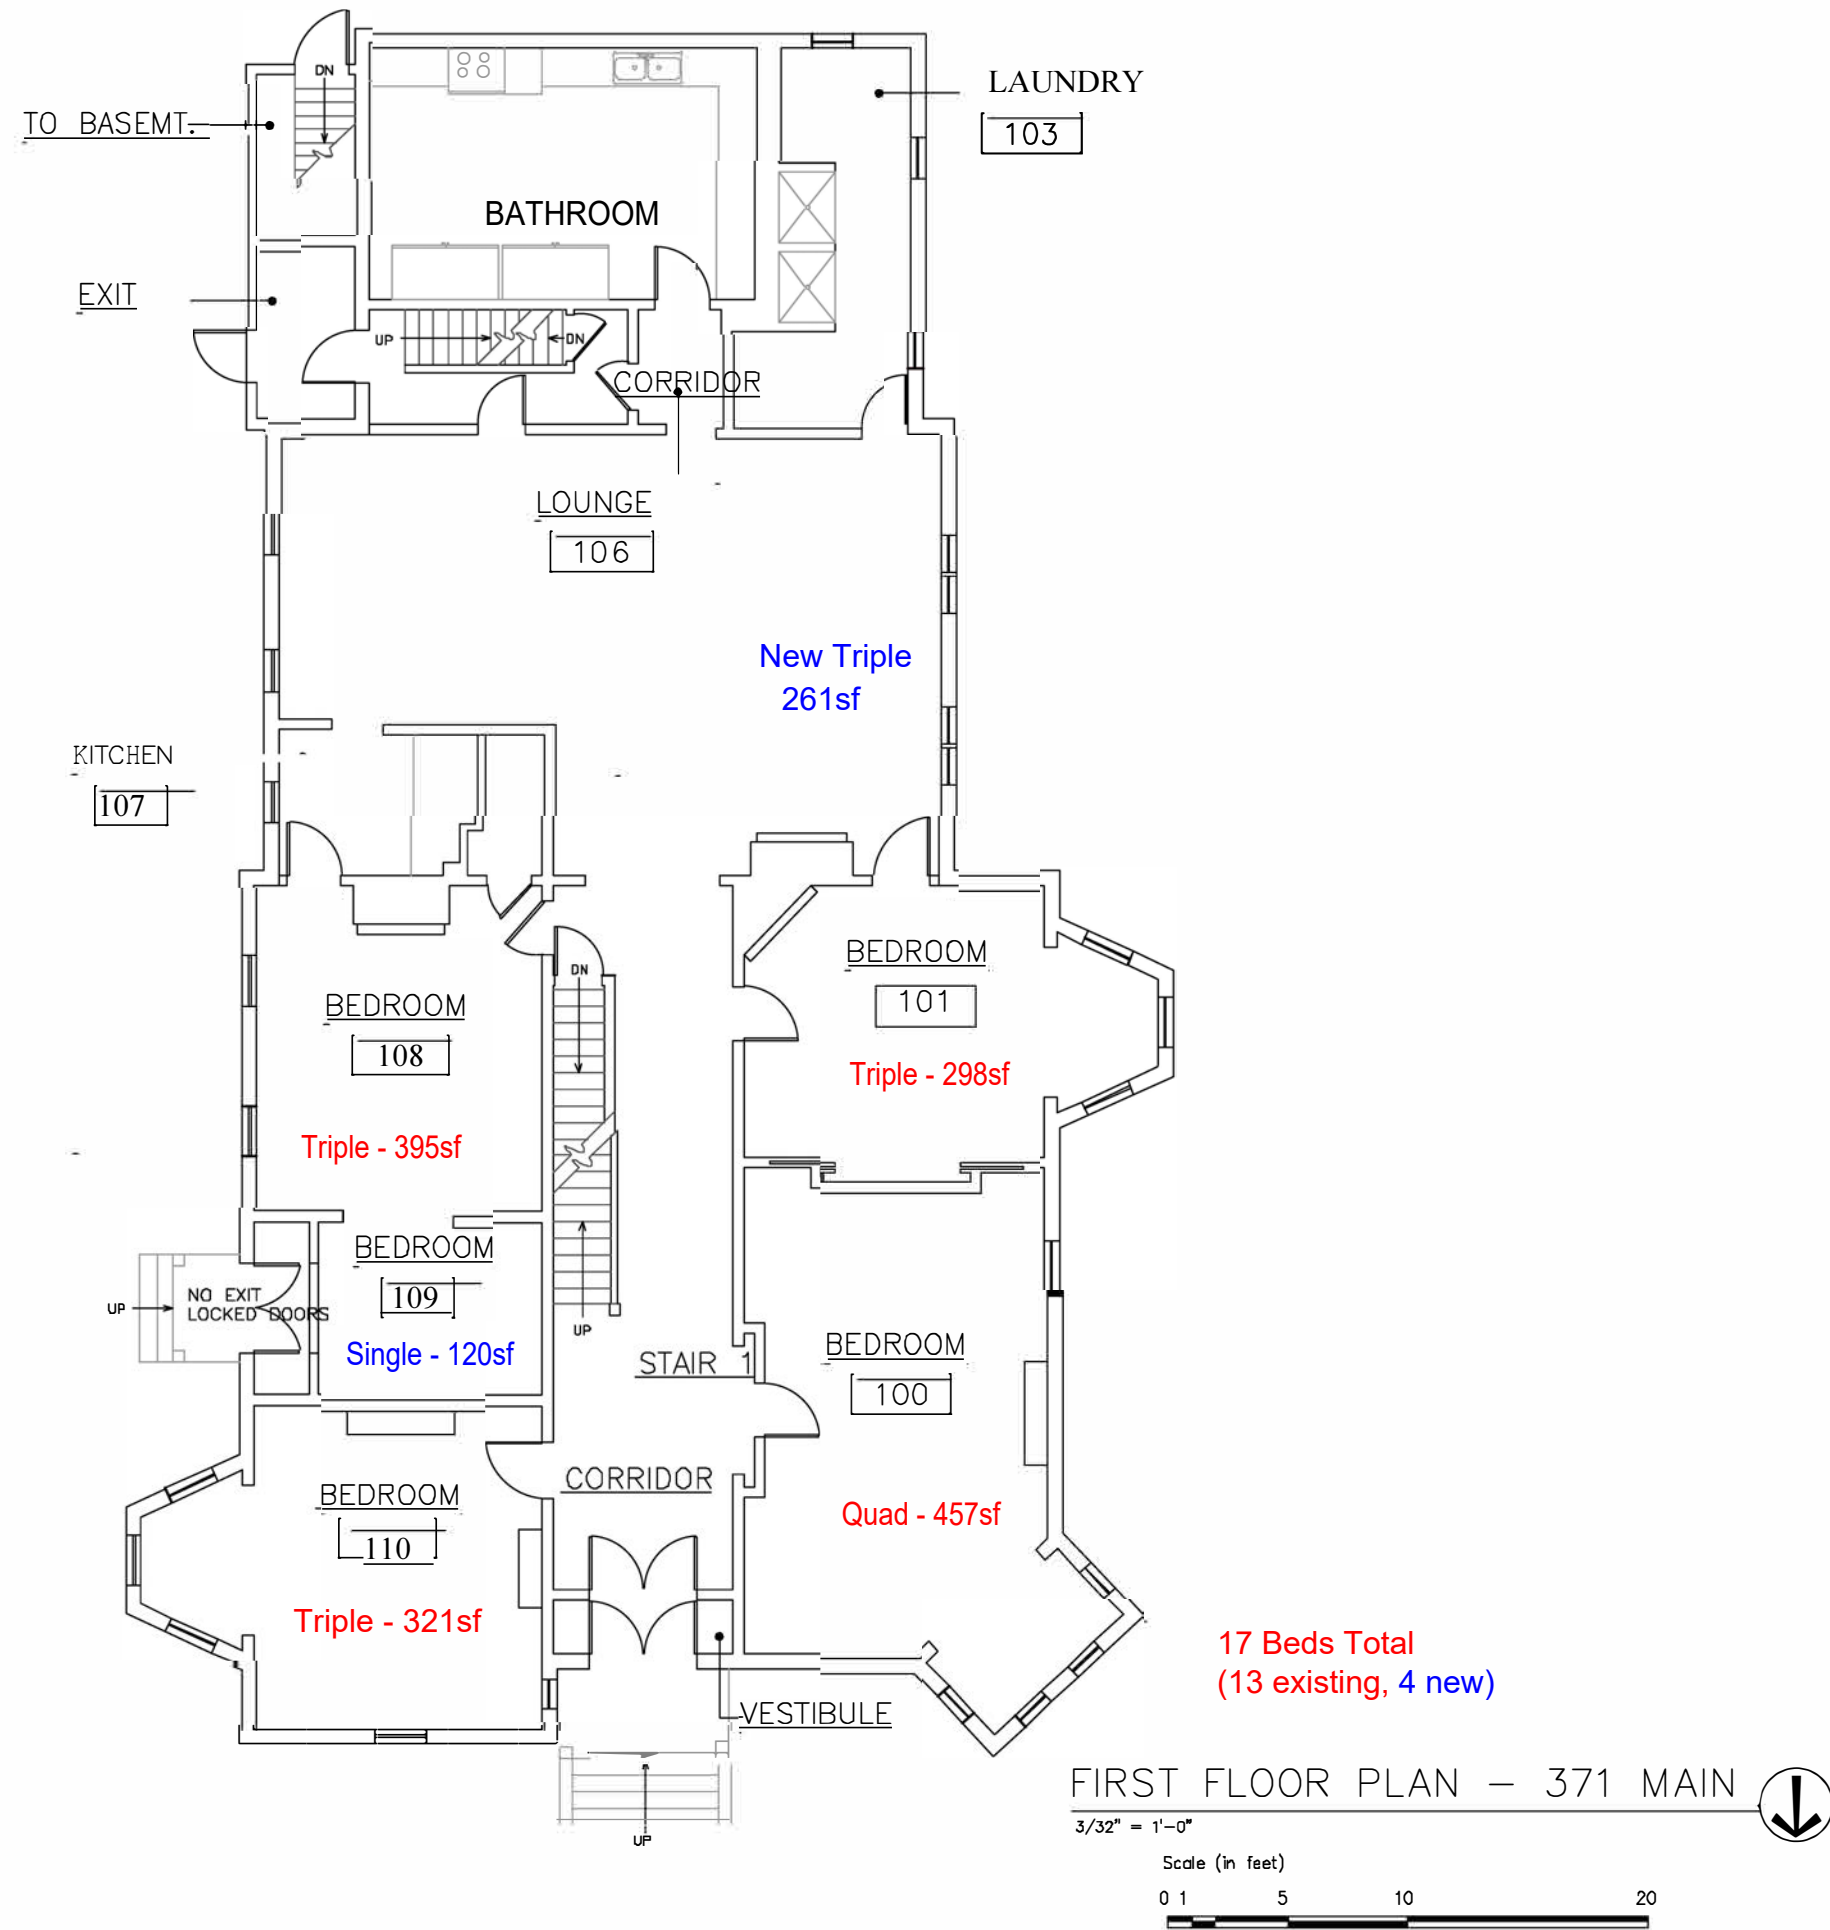 DN
LAUNDRY
TO BASEMT.
103
BATHROOM
EXIT
UP
DN
CORRIDOR
LOUNGE
106
New Triple
261sf
KITCHEN
107
BEDROOM
101
Triple - 298sf
DN
BEDROOM
108
Triple - 395sf
BEDROOM
109
Single - 120sf
NO EXIT
LOCKED DOORS
UP
UP
STAIR 1
BEDROOM
100
Quad - 457sf
CORRIDOR
BEDROOM
110
Triple - 321sf
17 Beds Total
(13 existing, 4 new)
VESTIBULE
UP
FIRST FLOOR PLAN – 371 MAIN
3/32" = 1'-0"
Scale (in feet)
0 1 5 10 20